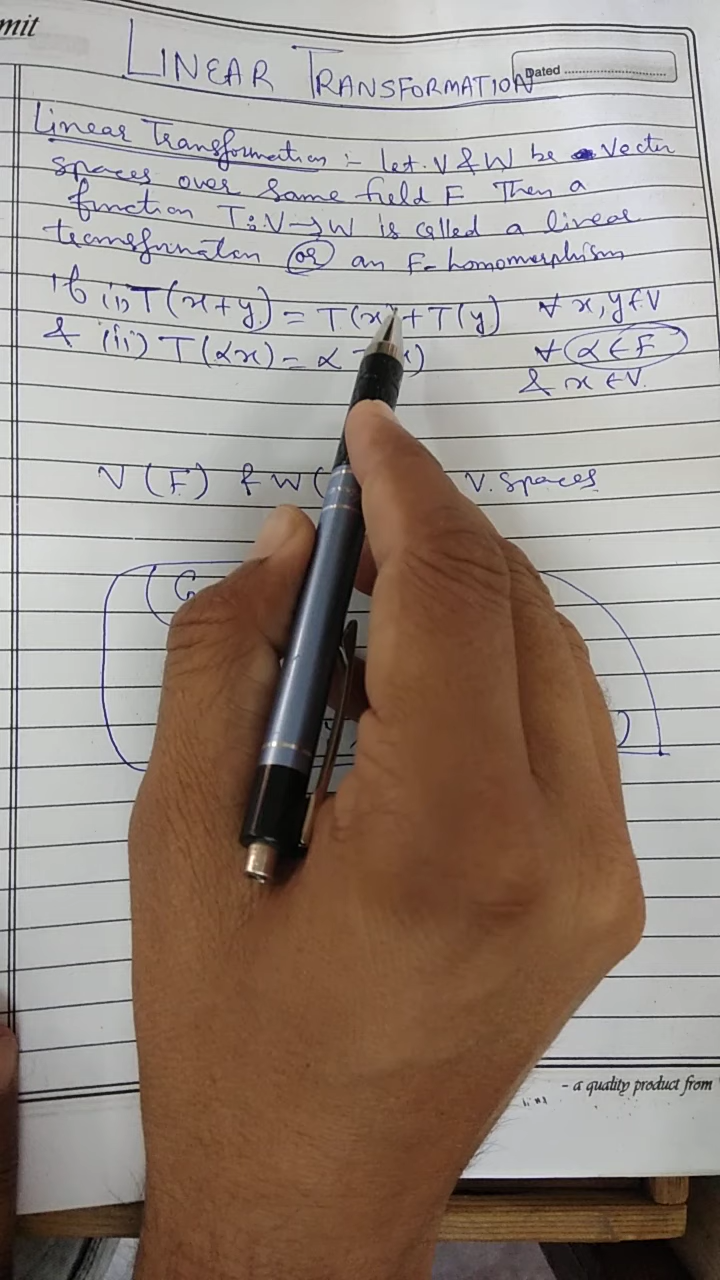 mit
LINEAR TRANSFORMATION
Dated
Linear Transformation :- let V & W be a Vector
spaces over same field F Then a
function T: V → W is called a linear
transformation or an F-homomorphism
if (i) T(x+y) = T(x) + T(y) ∀ x, y ∈ V
& (ii) T(αx) = α T x) ∀ α ∈ F
& x ∈ V.
V (F) & W ( V. Spaces
G
)
- a quality product from